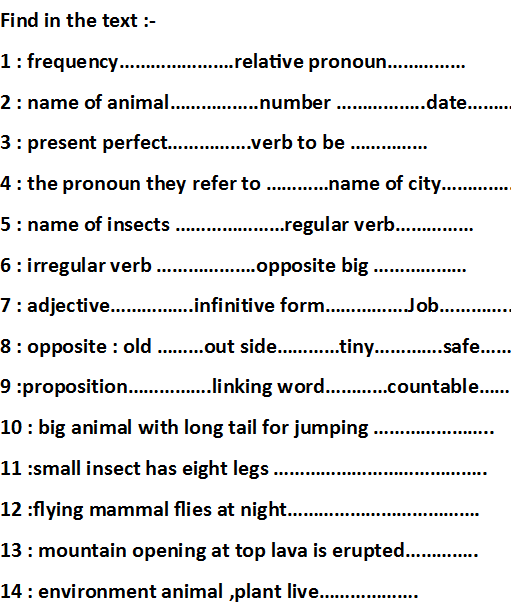 Find in the text :-
1 : frequency......................relative pronoun...............
2 : name of animal.................number .................date.........
3 : present perfect................verb to be ...............
4 : the pronoun they refer to ............name of city..............
5 : name of insects .....................regular verb...............
6 : irregular verb ...................opposite big ..................
7 : adjective................infinitive form................Job..............
8 : opposite : old .........out side............tiny.............safe......
9 :proposition................linking word............countable......
10 : big animal with long tail for jumping .......................
11 :small insect has eight legs .........................................
12 :flying mammal flies at night.....................................
13 : mountain opening at top lava is erupted..............
14 : environment animal ,plant live...................